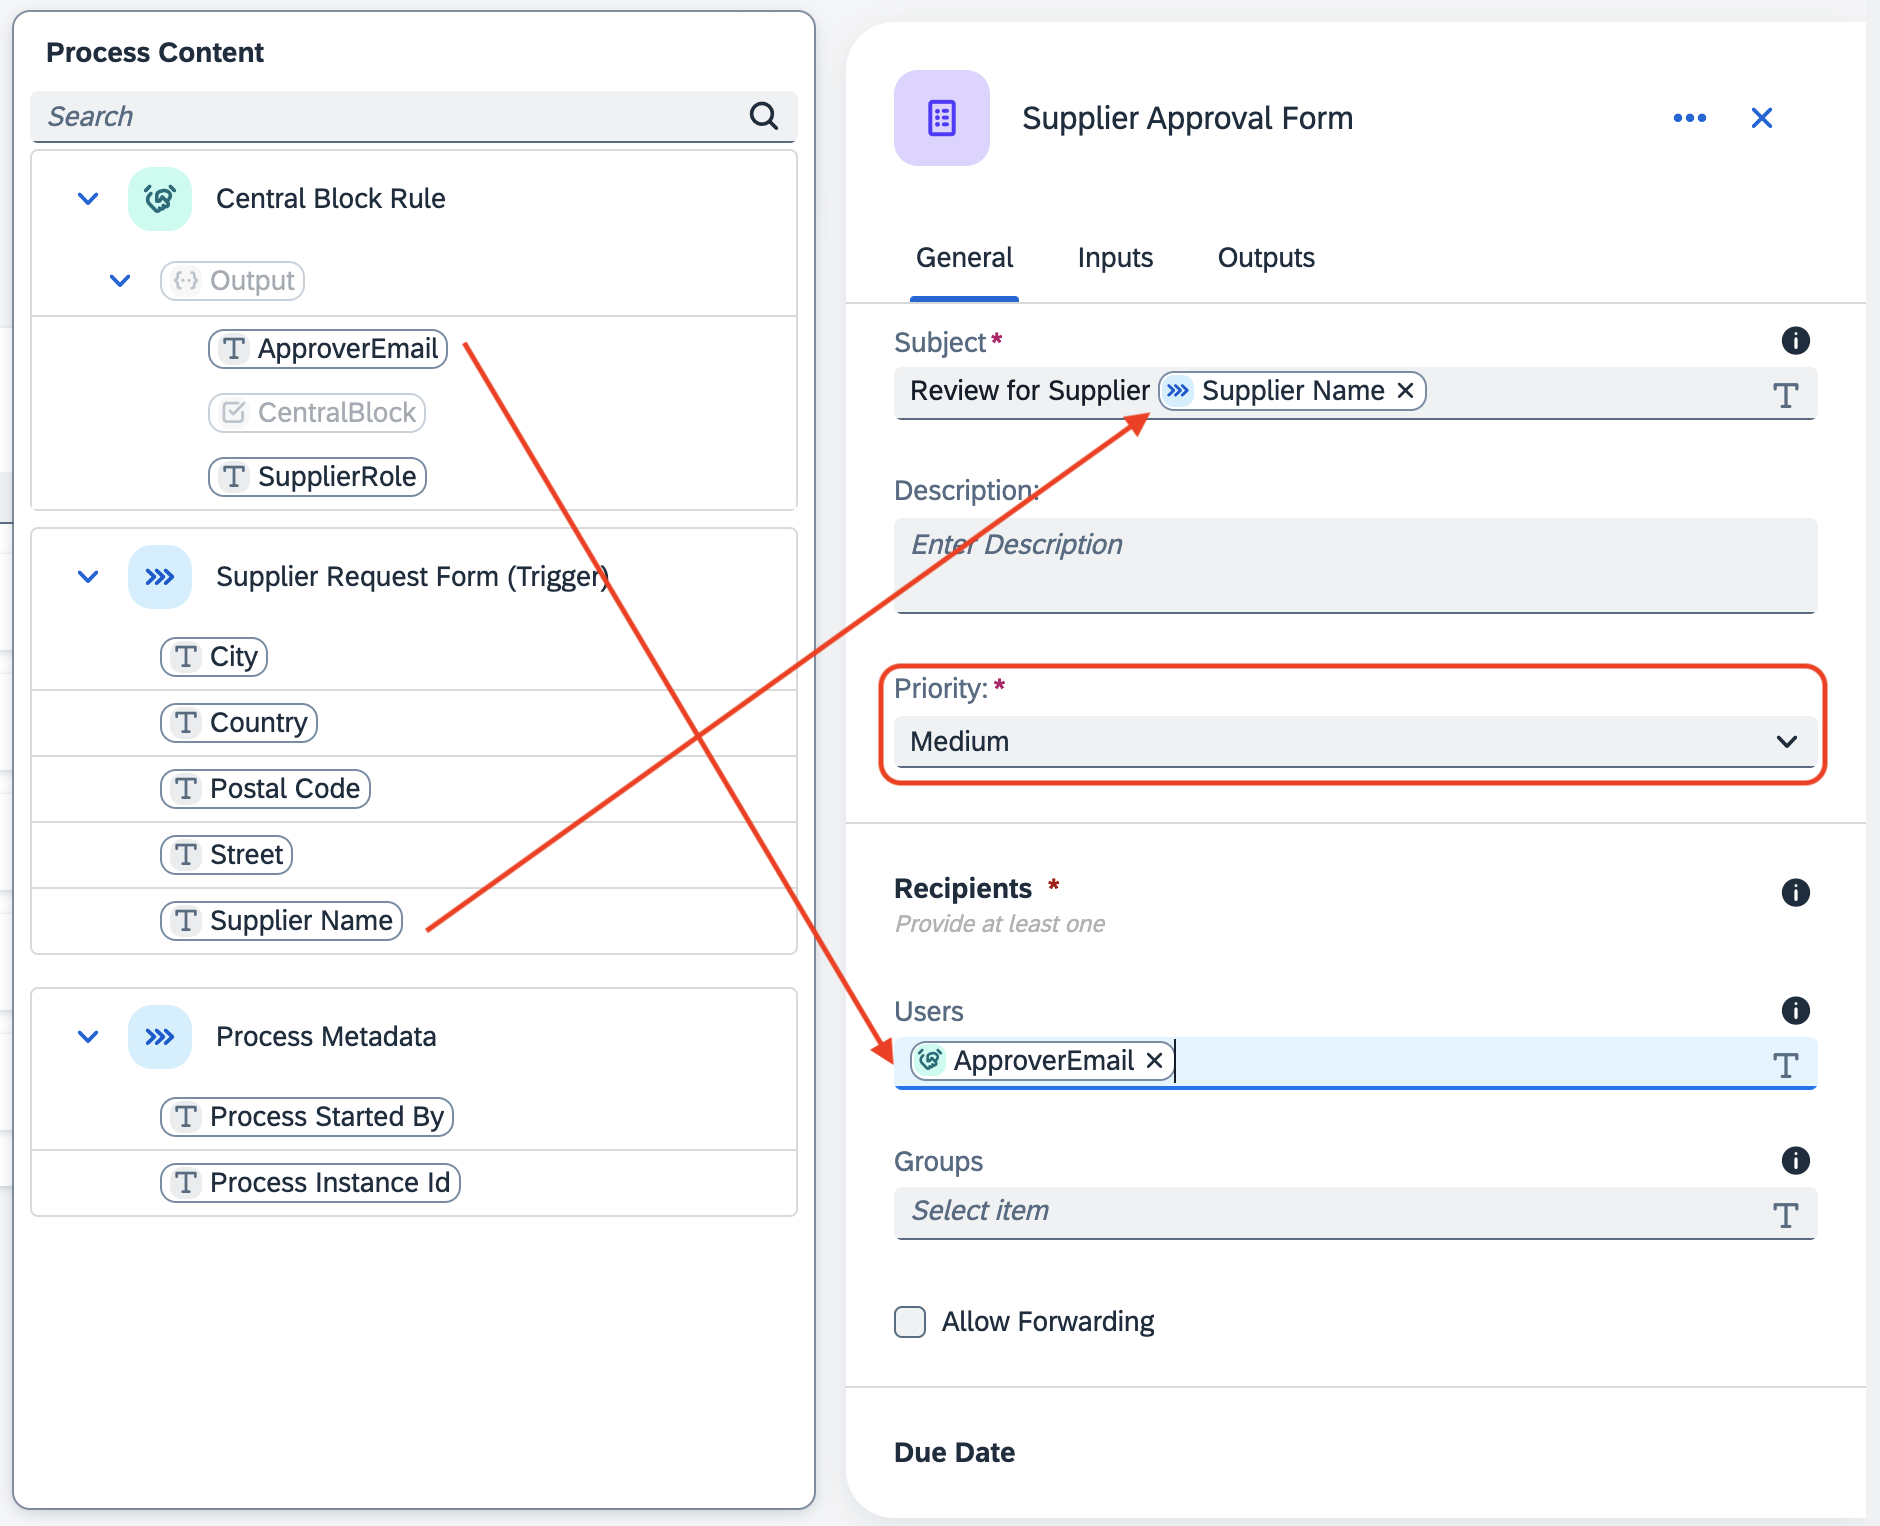 Process Content
Search
Central Block Rule
Output
ApproverEmail
CentralBlock
SupplierRole
Supplier Request Form (Trigger)
City
Country
Postal Code
Street
Supplier Name
Process Metadata
Process Started By
Process Instance Id
Supplier Approval Form
General Inputs Outputs
Subject*
Review for Supplier Supplier Name
Description:
Enter Description
Priority: *
Medium
Recipients *
Provide at least one
Users
ApproverEmail
Groups
Select item
Allow Forwarding
Due Date